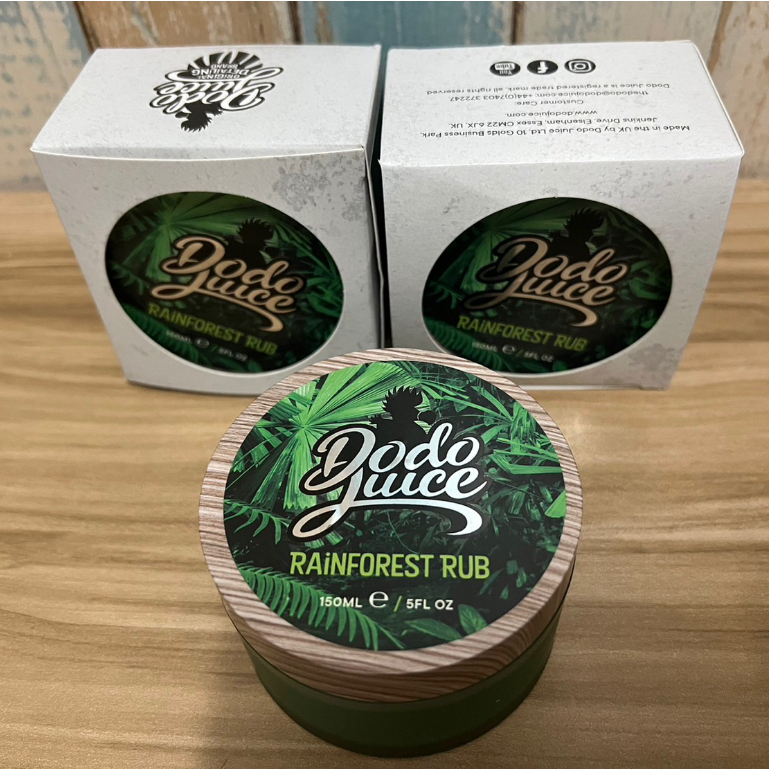 Dodo
Juice
ORIGINAL
DETAILING
BRAND
Made in the UK by Dodo Juice Ltd, 10 Golds Business Park,
Jenkins Drive, Elsenham, Essex CM22 6JX, UK.
www.dodojuice.com.
Customer Care:
thedodo@dodojuice.com; +44(0)7403 372247
Dodo Juice is a registered trade mark, all rights reserved
You
Tube
Dodo
Juice
RAiNFOREST RUB
150ML ℮ / 5FL OZ
Dodo
Juice
RAiNFOREST RUB
150ML ℮ / 5FL OZ
Dodo
Juice
RAiNFOREST RUB
150ML ℮ / 5FL OZ